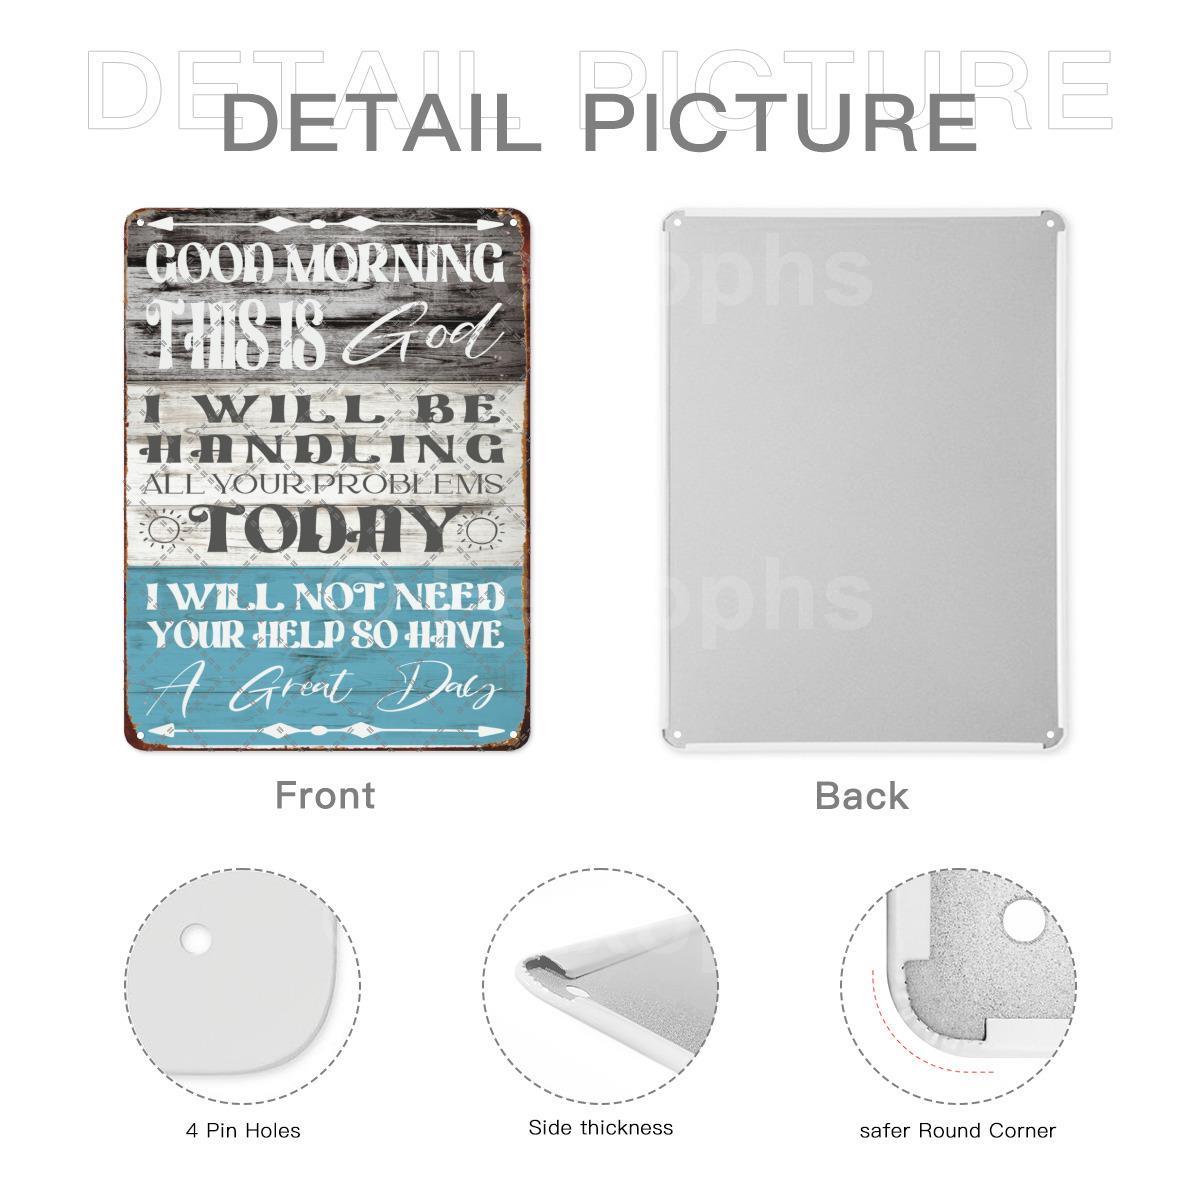 DETAIL PICTURE
DETAIL PICTURE
GOOD MORNING
THIS IS God
I WILL BE
HANDLING
ALL YOUR PROBLEMS
TODAY
I WILL NOT NEED
YOUR HELP SO HAVE
A Great Day
Front
Back
4 Pin Holes
Side thickness
safer Round Corner